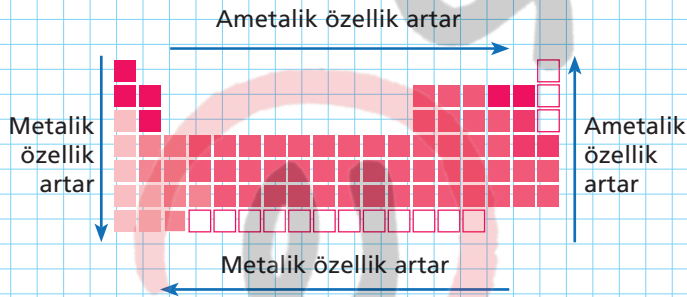 Ametalik özellik artar
Metalik
özellik
artar
Ametalik
özellik
artar
Metalik özellik artar